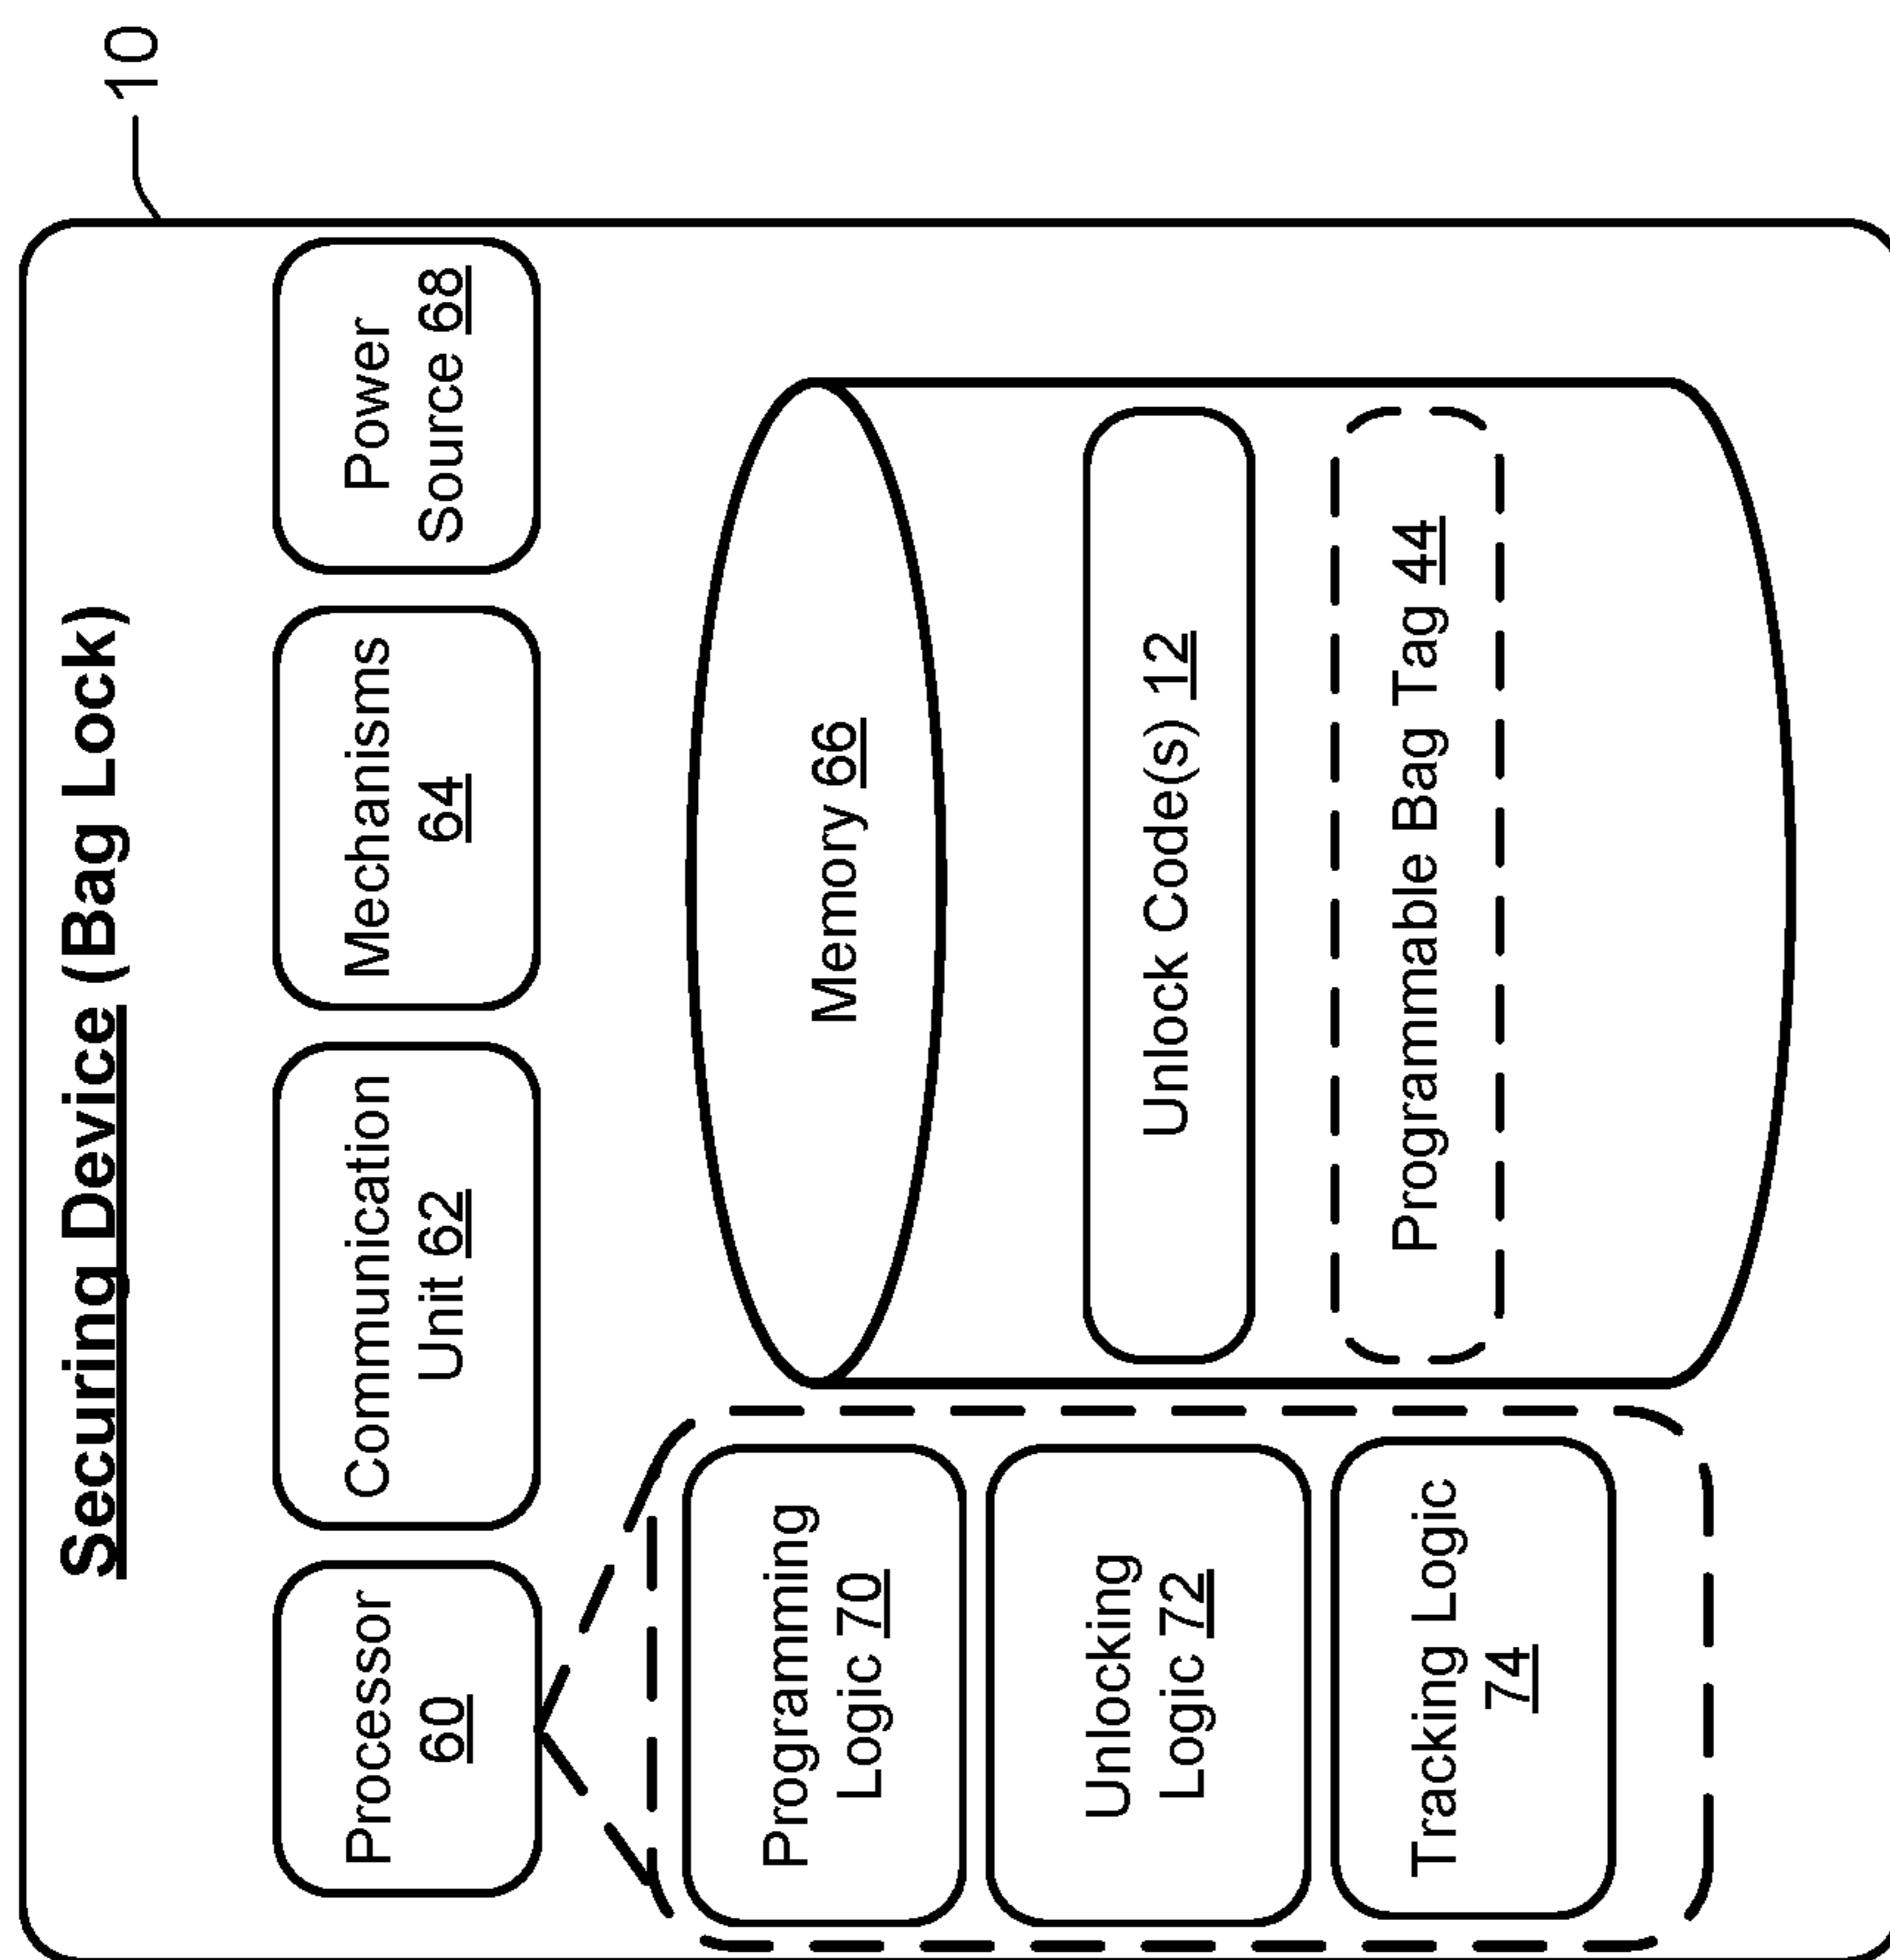 Securing Device (Bag Lock)
10
Processor
60
Communication
Unit 62
Mechanisms
64
Power
Source 68
Programming
Logic 70
Unlocking
Logic 72
Tracking Logic
74
Memory 66
Unlock Code(s) 12
Programmable Bag Tag 44